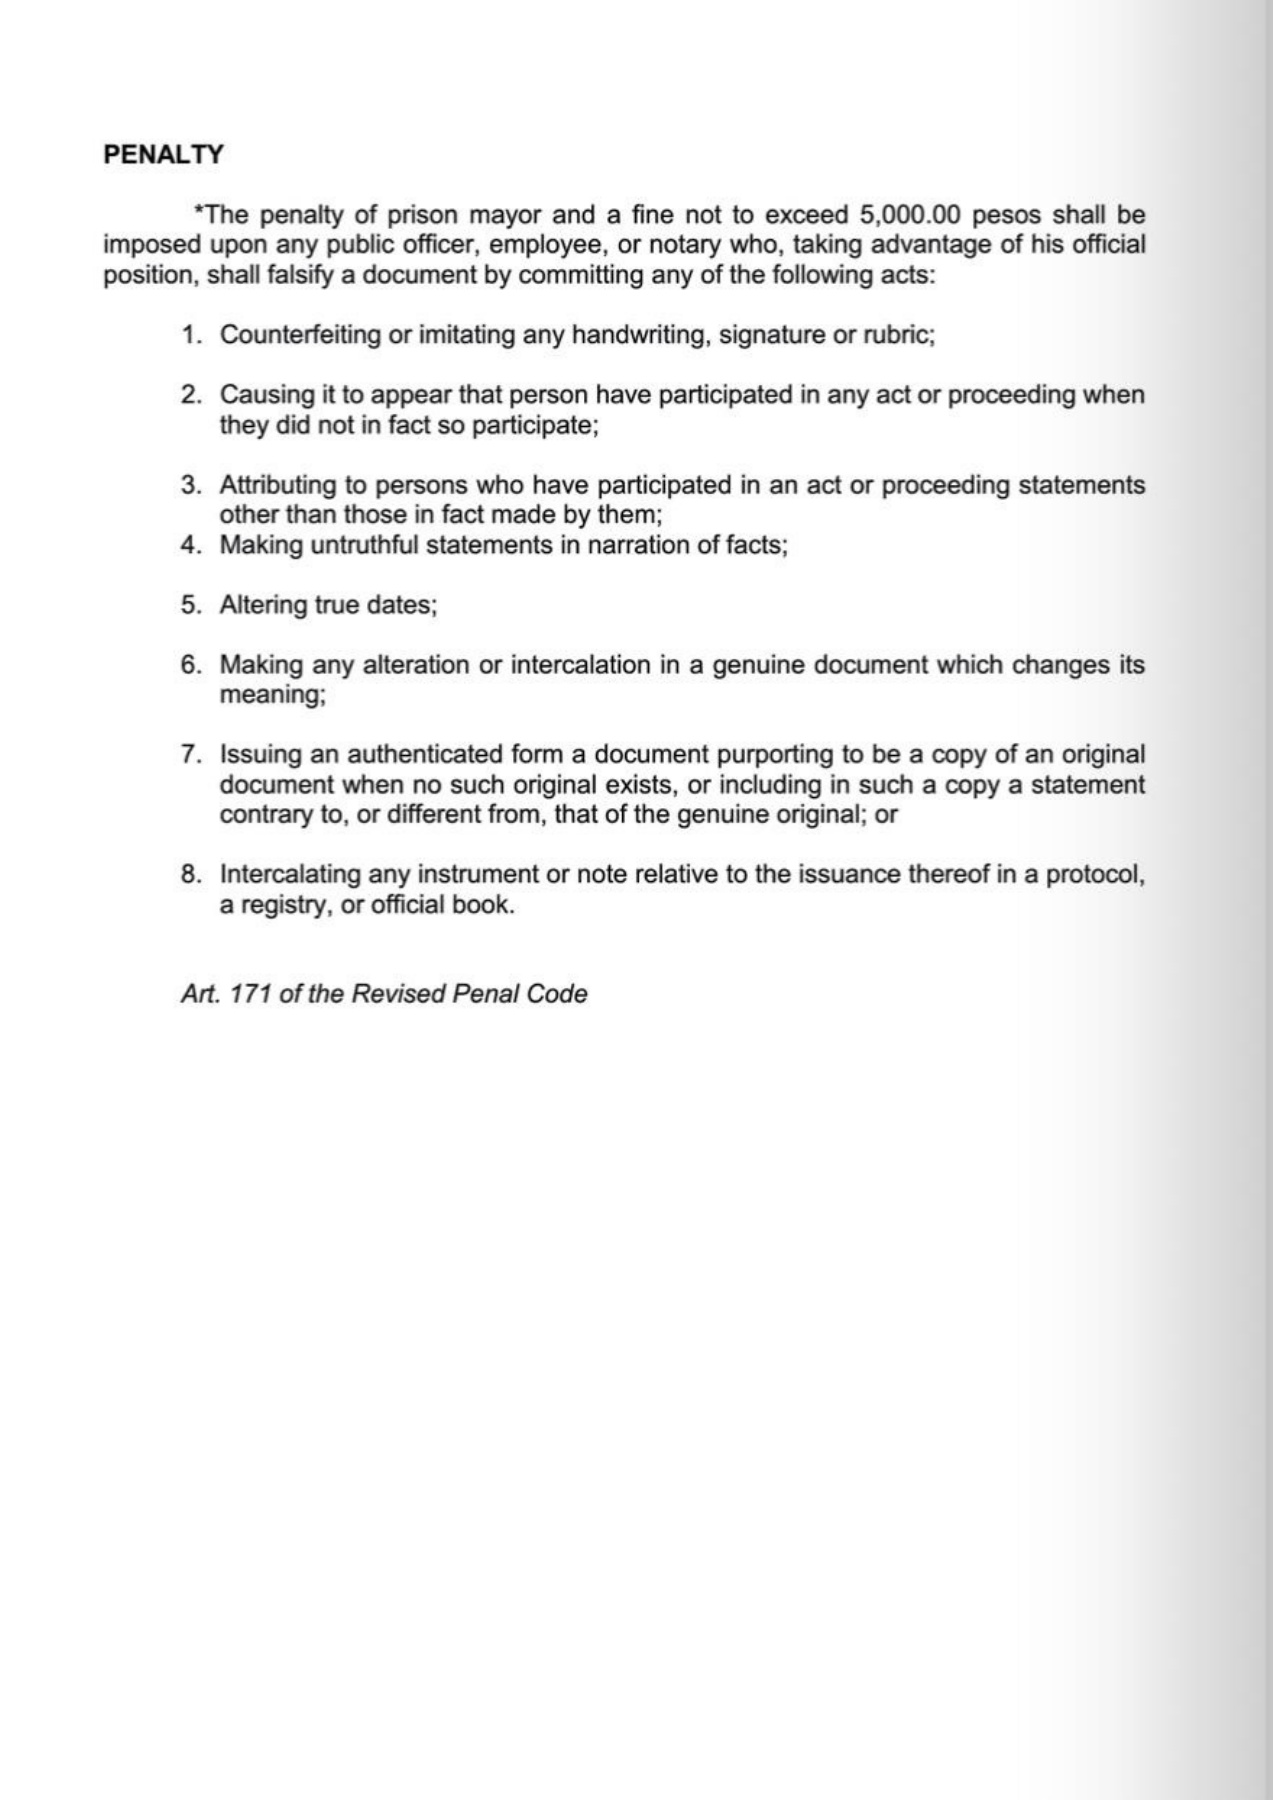 PENALTY
*The penalty of prison mayor and a fine not to exceed 5,000.00 pesos shall be
imposed upon any public officer, employee, or notary who, taking advantage of his official
position, shall falsify a document by committing any of the following acts:
1. Counterfeiting or imitating any handwriting, signature or rubric;
2. Causing it to appear that person have participated in any act or proceeding when
they did not in fact so participate;
3. Attributing to persons who have participated in an act or proceeding statements
other than those in fact made by them;
4. Making untruthful statements in narration of facts;
5. Altering true dates;
6. Making any alteration or intercalation in a genuine document which changes its
meaning;
7. Issuing an authenticated form a document purporting to be a copy of an original
document when no such original exists, or including in such a copy a statement
contrary to, or different from, that of the genuine original; or
8. Intercalating any instrument or note relative to the issuance thereof in a protocol,
a registry, or official book.
Art. 171 of the Revised Penal Code